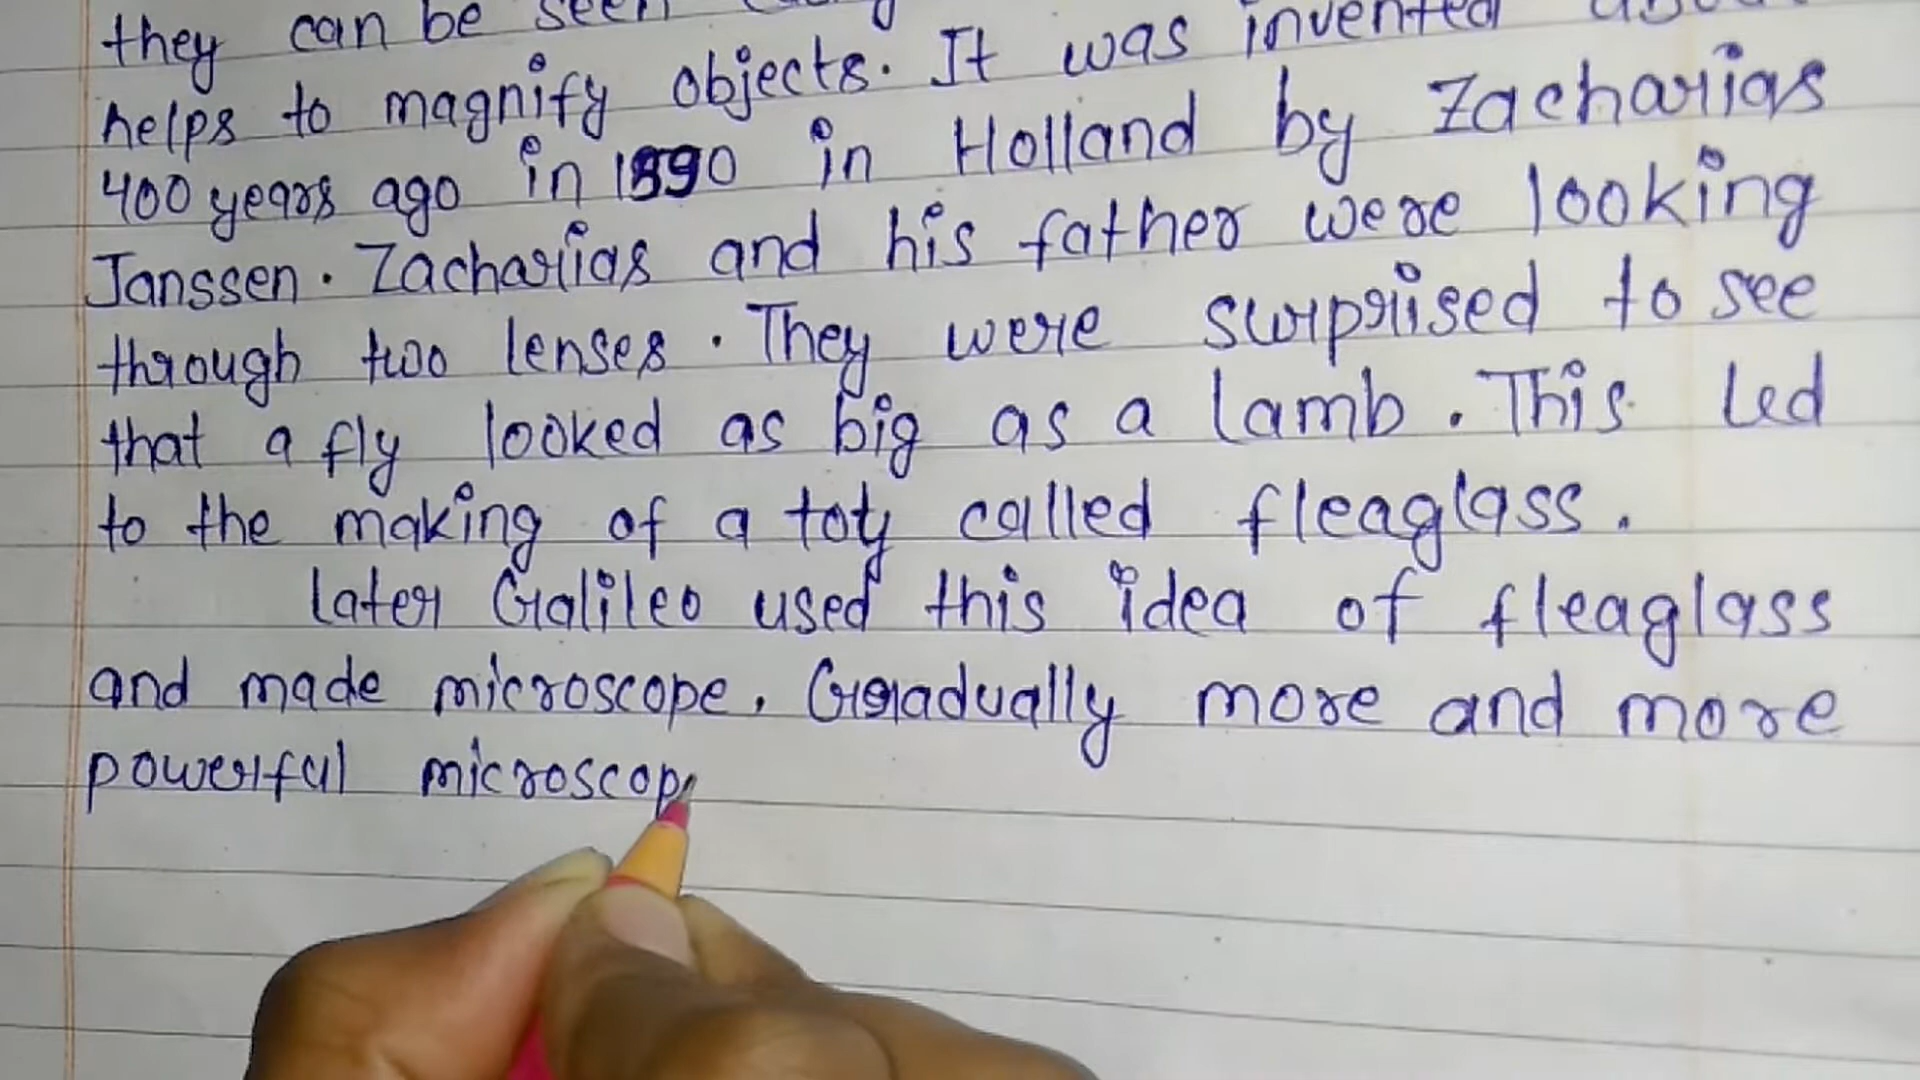 they can be seen
helps to magnify objects. It was invented about
400 years ago in 1590 in Holland by Zacharias
Janssen. Zacharias and his father were looking
through two lenses. They were surprised to see
that a fly looked as big as a lamb. This led
to the making of a toy called fleaglass.
Later Galileo used this idea of fleaglass
and made microscope. Gradually more and more
powerful microscop